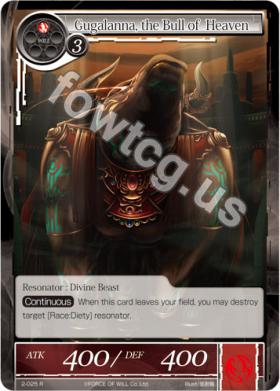 Gugalanna, the Bull of Heaven
WILL
3
fowtcg.us
Resonator : Divine Beast
Continuous When this card leaves your field, you may destroy
target [Race:Diety] resonator.
2-025 R
©FORCE OF WILL Co.,Ltd.
ATK 400/ DEF 400